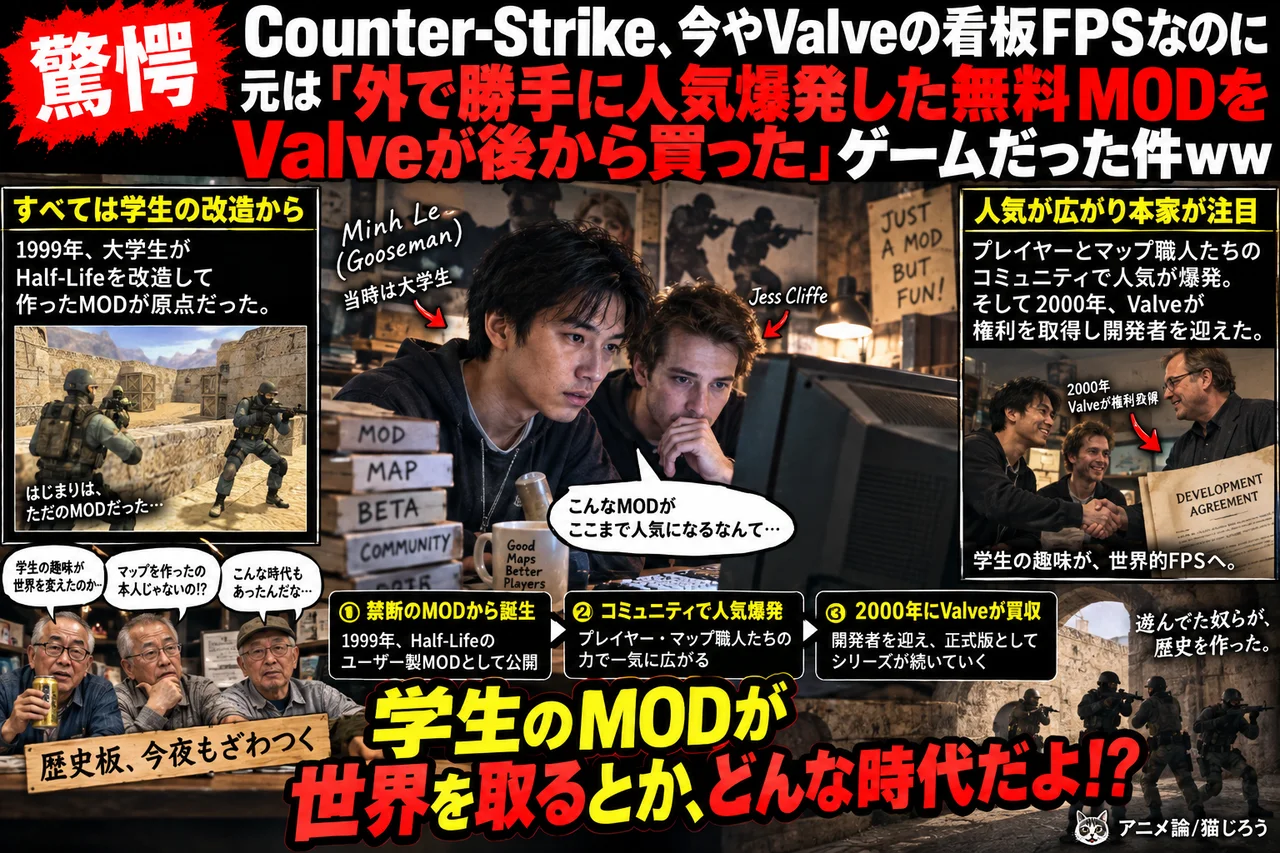 驚愕
Counter-Strike、今やValveの看板FPSなのに
元は「外で勝手に人気爆発した無料MODを
Valveが後から買った」ゲームだった件ww
すべては学生の改造から
1999年、大学生が
Half-Lifeを改造して
作ったMODが原点だった。
はじまりは、
ただのMODだった…
Minh Le
(Gooseman)
当時は大学生
Jess Cliffe
JUST
A MOD
BUT
FUN!
MOD
MAP
BETA
COMMUNITY
Good
Maps
Better
Players
こんなMODが
ここまで人気になるなんて…
人気が広がり本家が注目
プレイヤーとマップ職人たちの
コミュニティで人気が爆発。
そして2000年、Valveが
権利を取得し開発者を迎えた。
2000年
Valveが権利取得
DEVELOPMENT
AGREEMENT
学生の趣味が、世界的FPSへ。
学生の趣味が
世界を変えたのか…
マップを作ったの
本人じゃないの!?
こんな時代も
あったんだな…
歴史板、今夜もざわつく
① 禁断のMODから誕生
1999年、Half-Lifeの
ユーザー製MODとして公開
② コミュニティで人気爆発
プレイヤー・マップ職人たちの
力で一気に広がる
③ 2000年にValveが買収
開発者を迎え、正式版として
シリーズが続いていく
遊んでた奴らが、
歴史を作った。
学生のMODが
世界を取るとか、どんな時代だよ!?
アニメ論/猫じろう